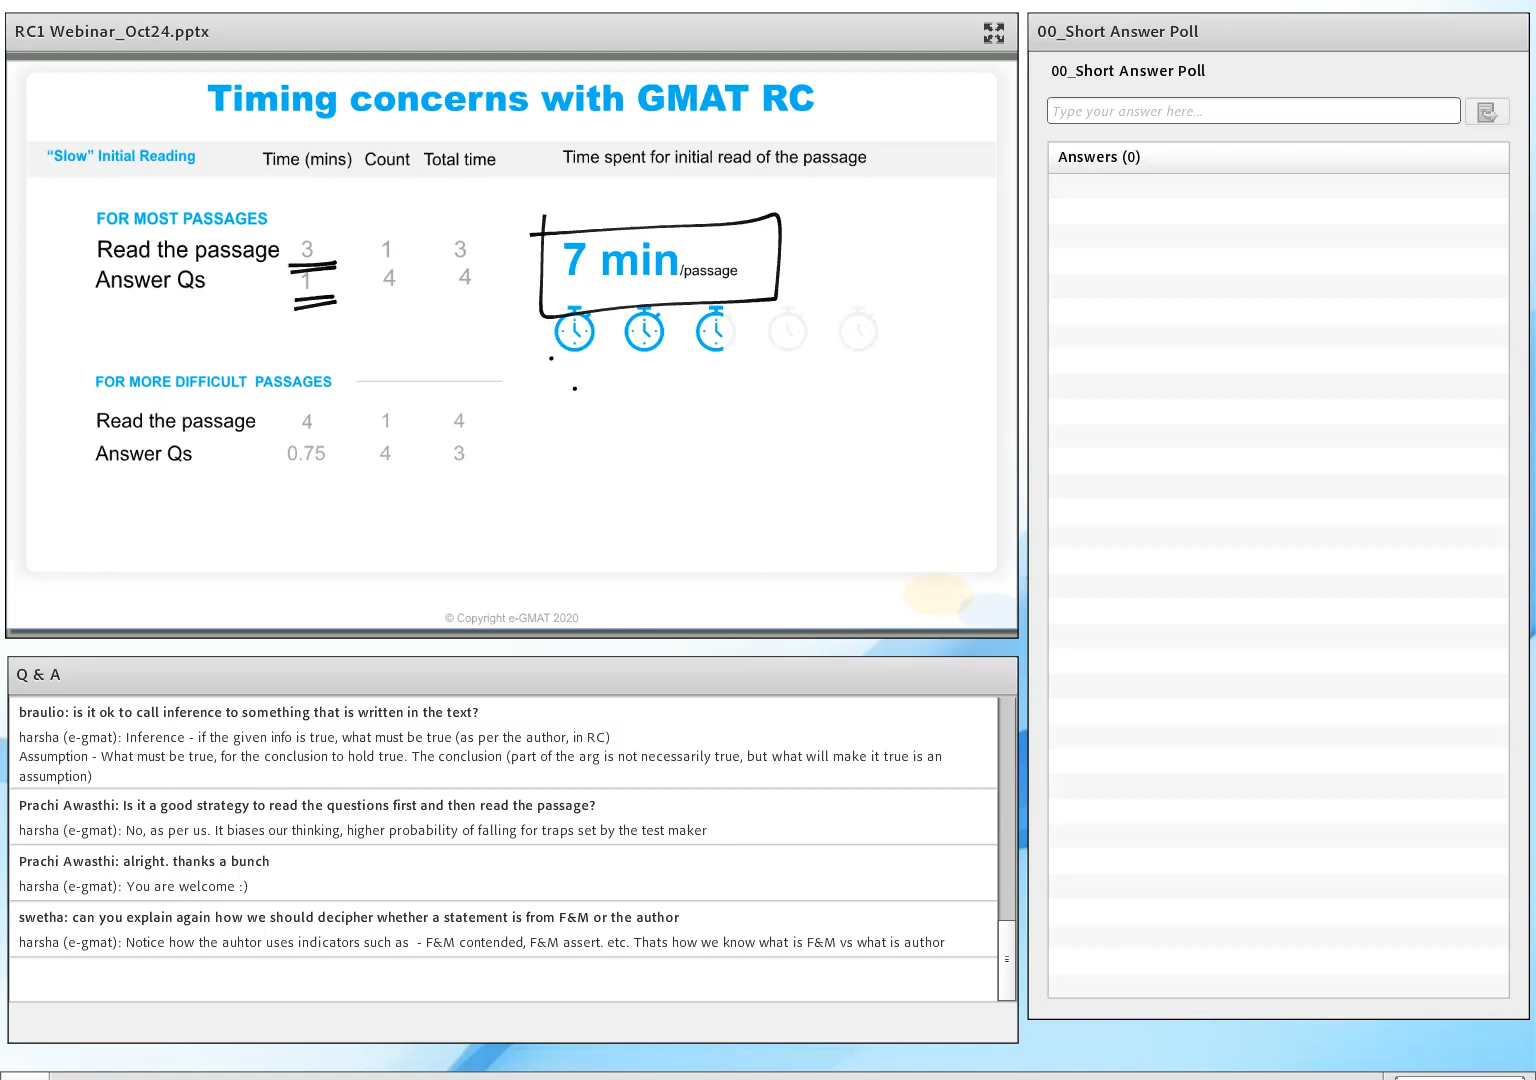 RC1 Webinar_Oct24.pptx
Timing concerns with GMAT RC
“Slow” Initial Reading Time (mins) Count Total time Time spent for initial read of the passage
FOR MOST PASSAGES
Read the passage 3 1 3
Answer Qs 1 4 4
7 min/passage
FOR MORE DIFFICULT PASSAGES
Read the passage 4 1 4
Answer Qs 0.75 4 3
© Copyright e-GMAT 2020
Q & A
braulio: is it ok to call inference to something that is written in the text?
harsha (e-gmat): Inference - if the given info is true, what must be true (as per the author, in RC)
Assumption - What must be true, for the conclusion to hold true. The conclusion (part of the arg is not necessarily true, but what will make it true is an
assumption)
Prachi Awasthi: Is it a good strategy to read the questions first and then read the passage?
harsha (e-gmat): No, as per us. It biases our thinking, higher probability of falling for traps set by the test maker
Prachi Awasthi: alright. thanks a bunch
harsha (e-gmat): You are welcome :)
swetha: can you explain again how we should decipher whether a statement is from F&M or the author
harsha (e-gmat): Notice how the auhtor uses indicators such as - F&M contended, F&M assert. etc. Thats how we know what is F&M vs what is author
00_Short Answer Poll
00_Short Answer Poll
Type your answer here...
Answers (0)